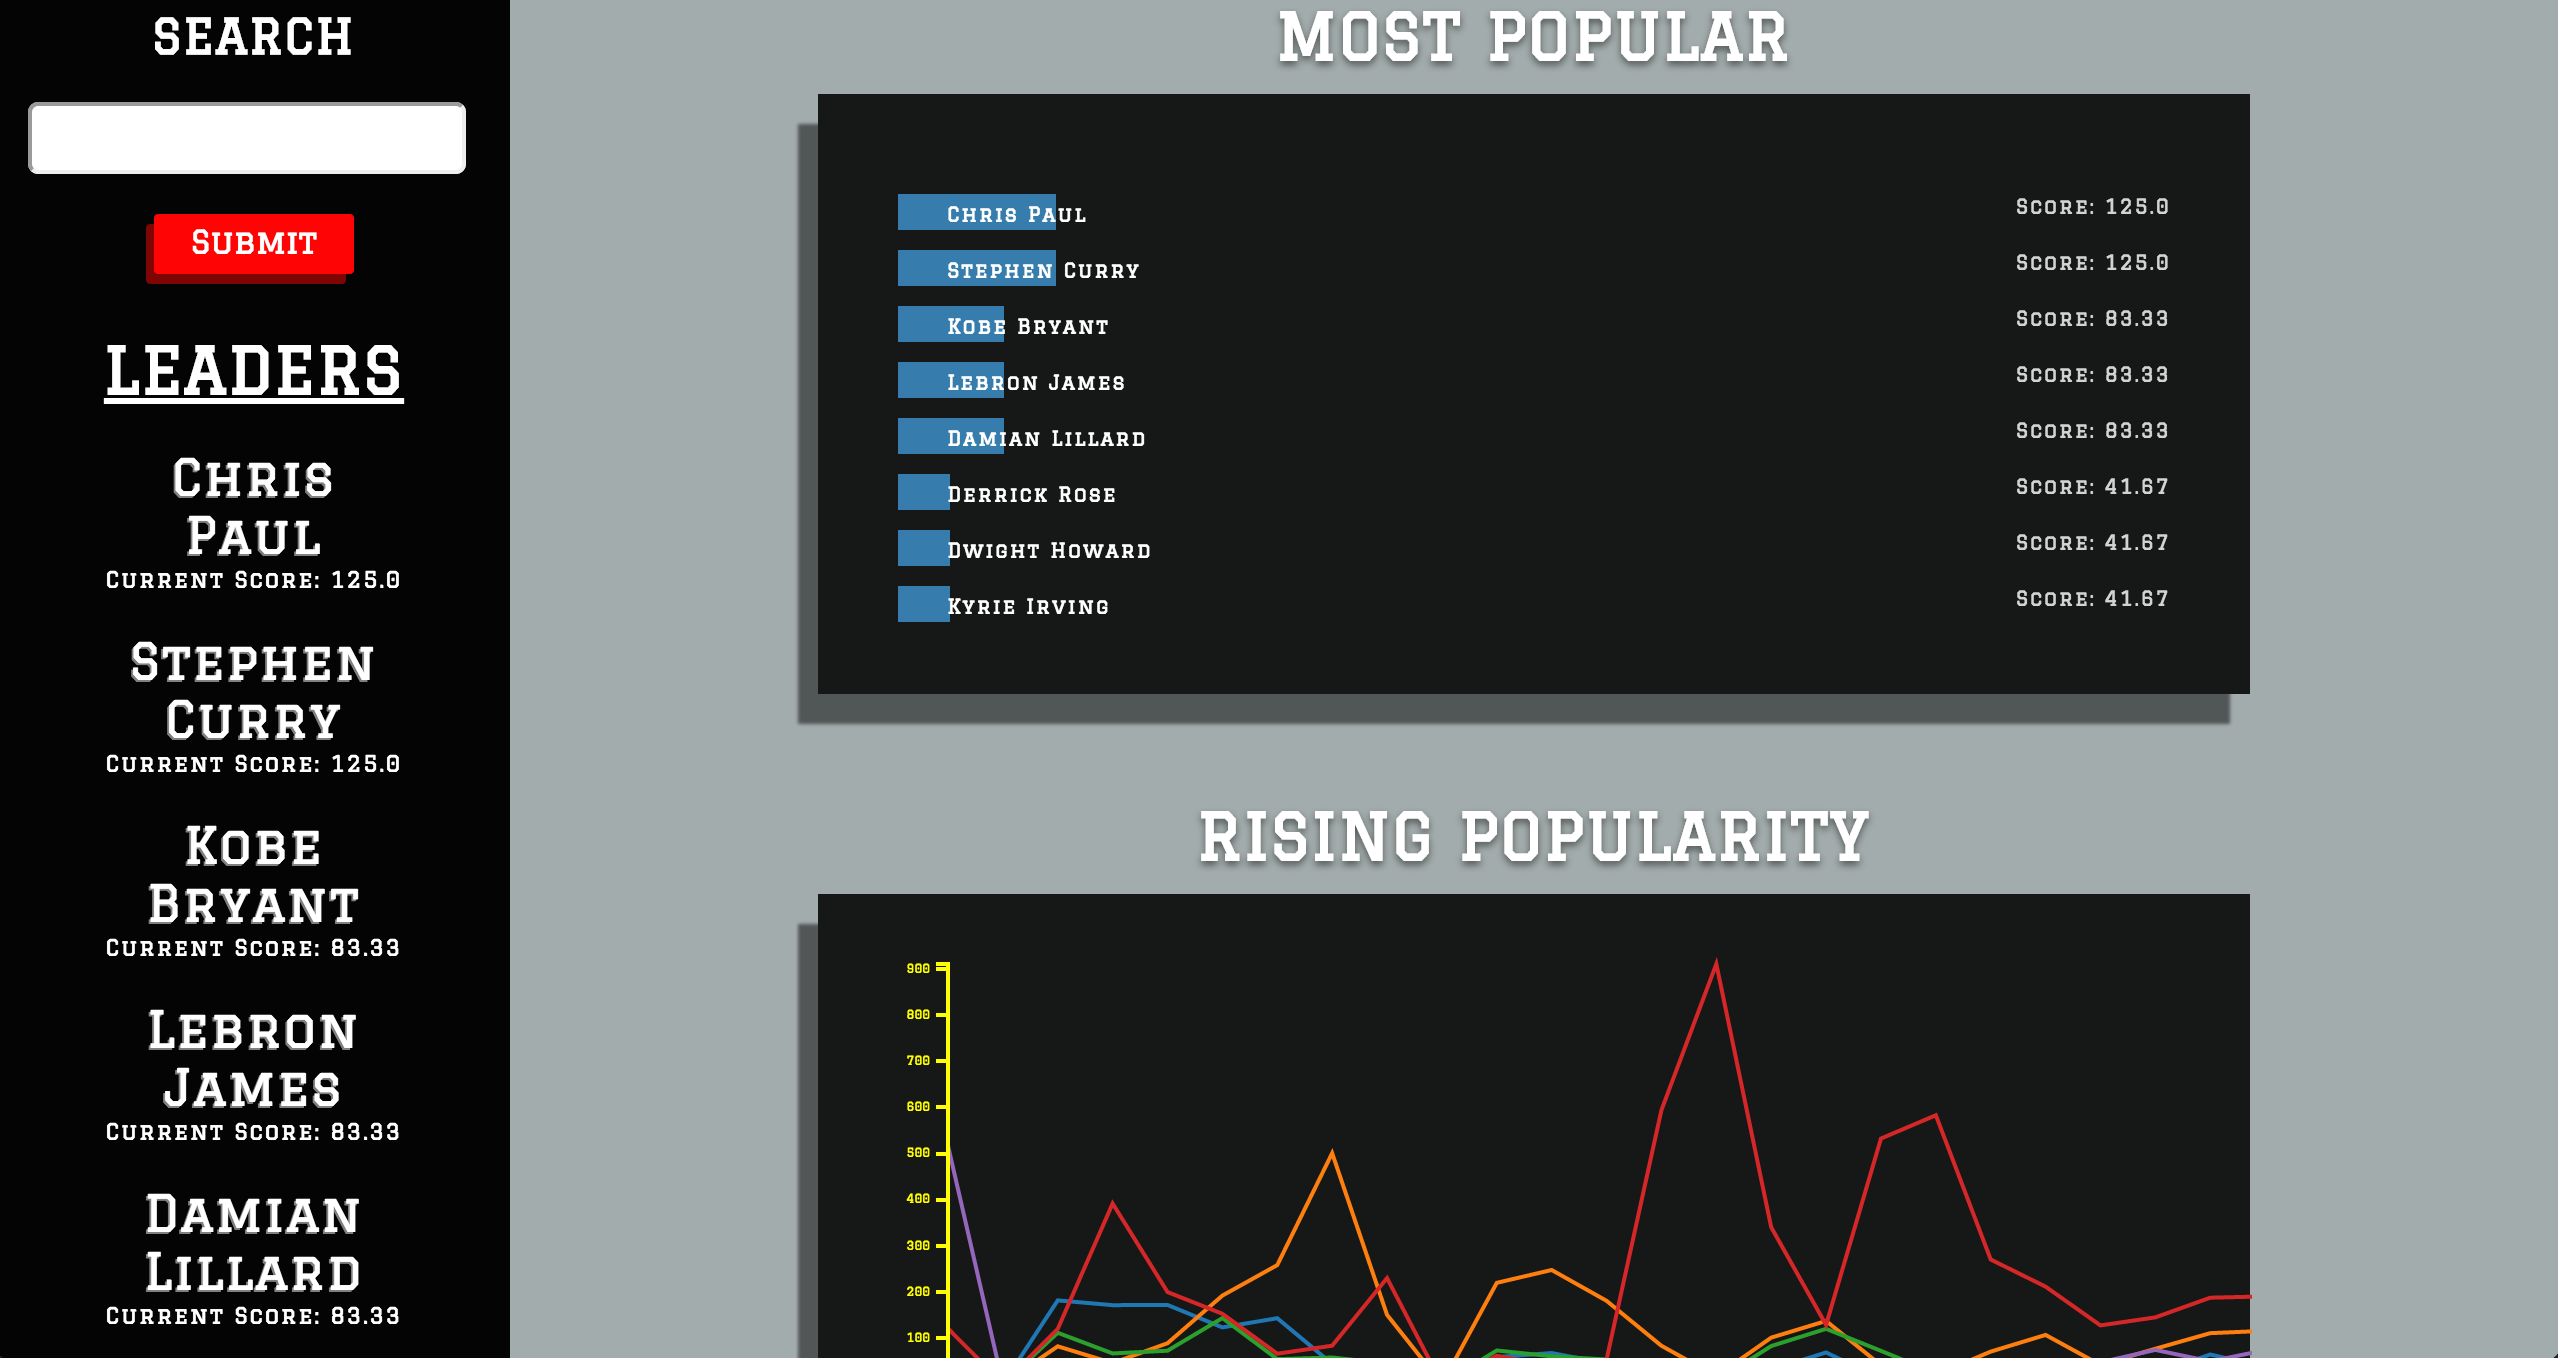 SEARCH
Submit
LEADERS
Chris
Paul
Current Score: 125.0
Stephen
Curry
Current Score: 125.0
Kobe
Bryant
Current Score: 83.33
Lebron
James
Current Score: 83.33
Damian
Lillard
Current Score: 83.33
MOST POPULAR
Chris Paul Score: 125.0
Stephen Curry Score: 125.0
Kobe Bryant Score: 83.33
Lebron James Score: 83.33
Damian Lillard Score: 83.33
Derrick Rose Score: 41.67
Dwight Howard Score: 41.67
Kyrie Irving Score: 41.67
RISING POPULARITY
900
800
700
600
500
400
300
200
100